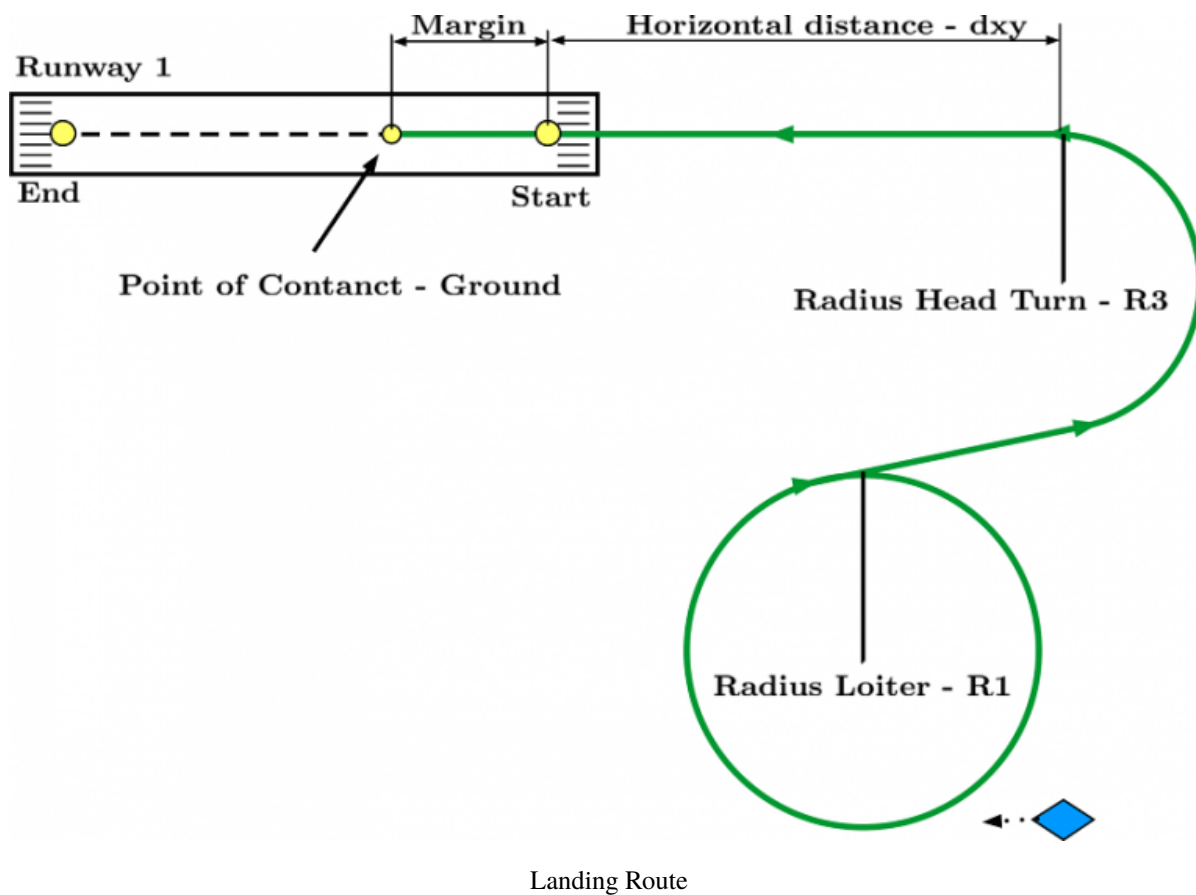 Margin
Horizontal distance - dxy
Runway 1
End
Start
Point of Contanct - Ground
Radius Head Turn - R3
Radius Loiter - R1
Landing Route